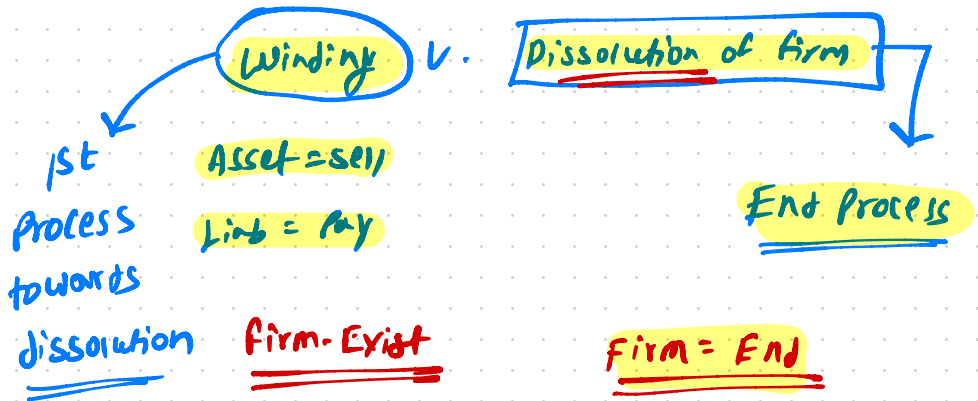 Winding V. Dissolution of firm
1st Asset = sell
Process Liab = Pay End Process
towards
dissolution firm. Exist Firm = End